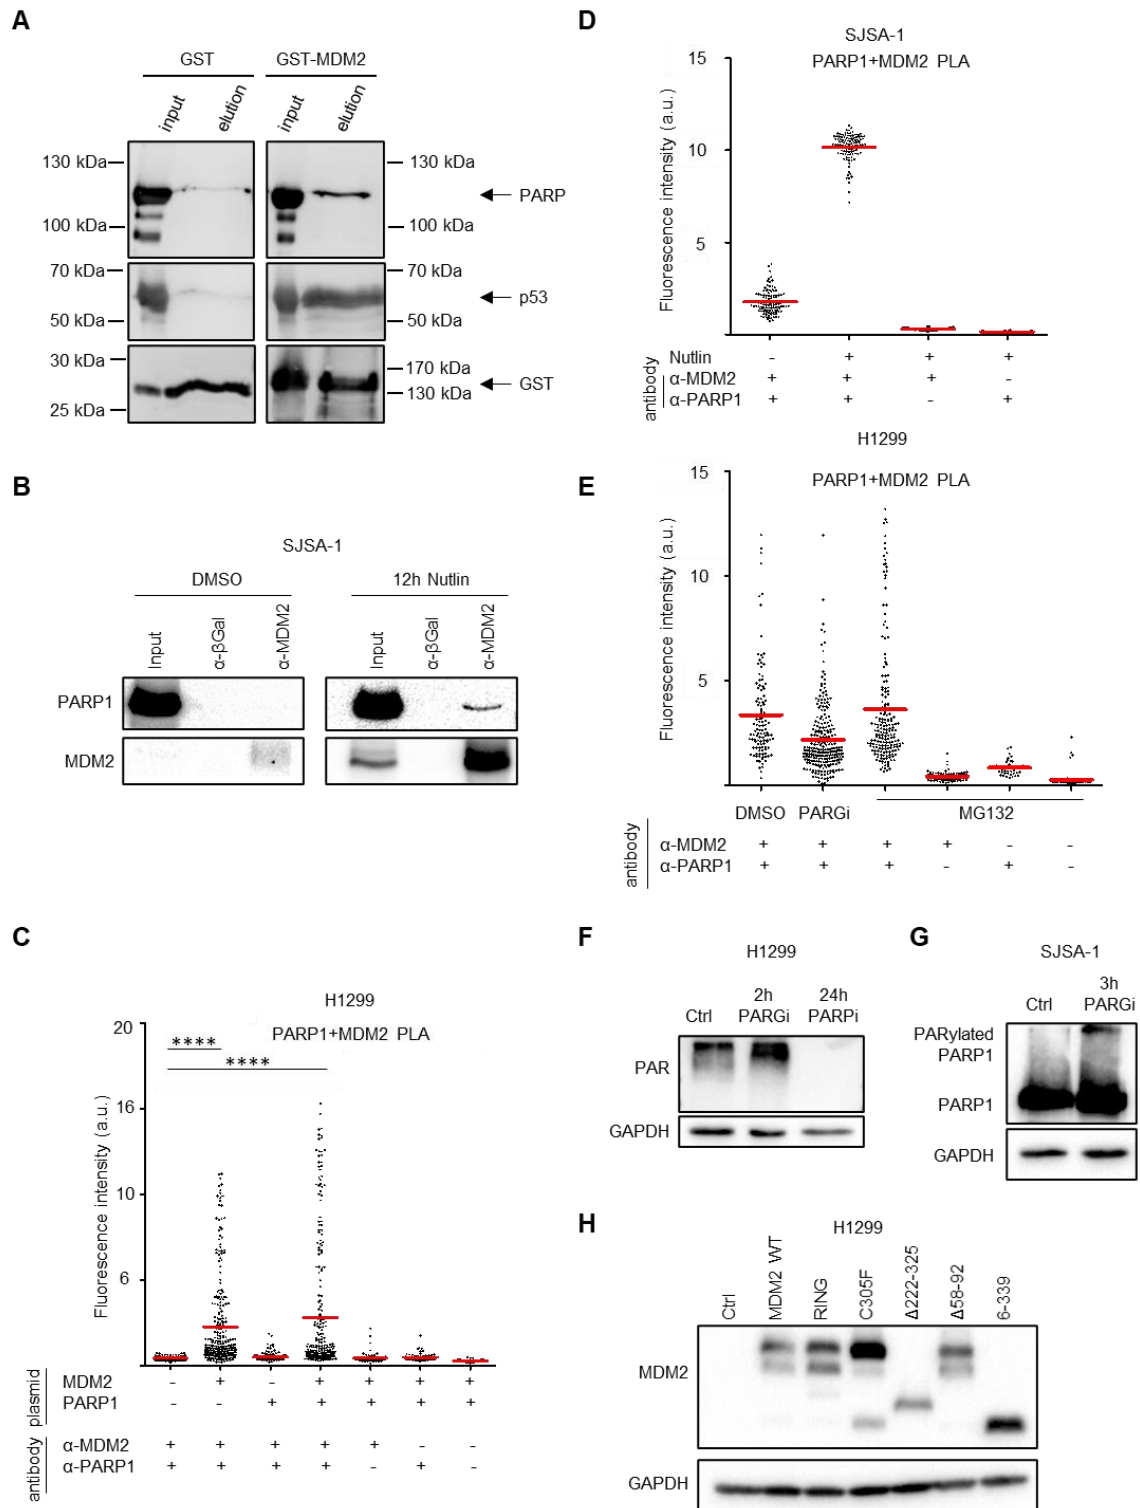 A
GST GST-MDM2
input elution input elution
130 kDa 130 kDa
PARP
100 kDa 100 kDa
70 kDa 70 kDa
p53
50 kDa 50 kDa
30 kDa 170 kDa
GST
130 kDa
25 kDa
B
SJSA-1
DMSO 12h Nutlin
Input α-βGal α-MDM2 Input α-βGal α-MDM2
PARP1
MDM2
C
H1299
PARP1+MDM2 PLA
**** 
****
Fluorescence intensity (a.u.)
20
16
10
6
plasmid
MDM2 - + - + + + +
PARP1 - - + + + + +
antibody
α-MDM2 + + + + + - -
α-PARP1 + + + + - + -
D
SJSA-1
PARP1+MDM2 PLA
Fluorescence intensity (a.u.)
15
10
5
Nutlin - + + +
antibody
α-MDM2 + + + -
α-PARP1 + + - +
E
H1299
PARP1+MDM2 PLA
Fluorescence intensity (a.u.)
15
10
5
DMSO PARGi MG132
antibody
α-MDM2 + + + + - -
α-PARP1 + + + - + -
F
H1299
Ctrl 2h PARGi 24h PARPi
PAR
GAPDH
G
SJSA-1
Ctrl 3h PARGi
PARylated
PARP1
PARP1
GAPDH
H
H1299
Ctrl MDM2 WT RING C305F Δ222-325 Δ58-92 6-339
MDM2
GAPDH